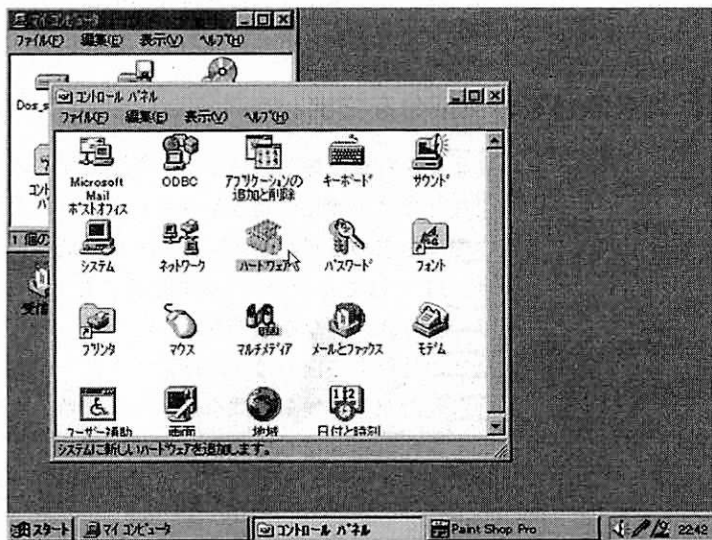 マイ コンピュータ
ファイル(F) 編集(E) 表示(V) ヘルプ(H)
コントロール パネル
ファイル(F) 編集(E) 表示(V) ヘルプ(H)
Microsoft
Mail
ポストオフィス
ODBC
アプリケーションの
追加と削除
キーボード
サウンド
システム
ネットワーク
ハードウェア
パスワード
フォント
プリンタ
マウス
マルチメディア
メールとファックス
モデム
ユーザー補助
画面
地域
日付と時刻
システムに新しいハードウェアを追加します。
スタート
マイ コンピュータ
コントロール パネル
Paint Shop Pro
22:42